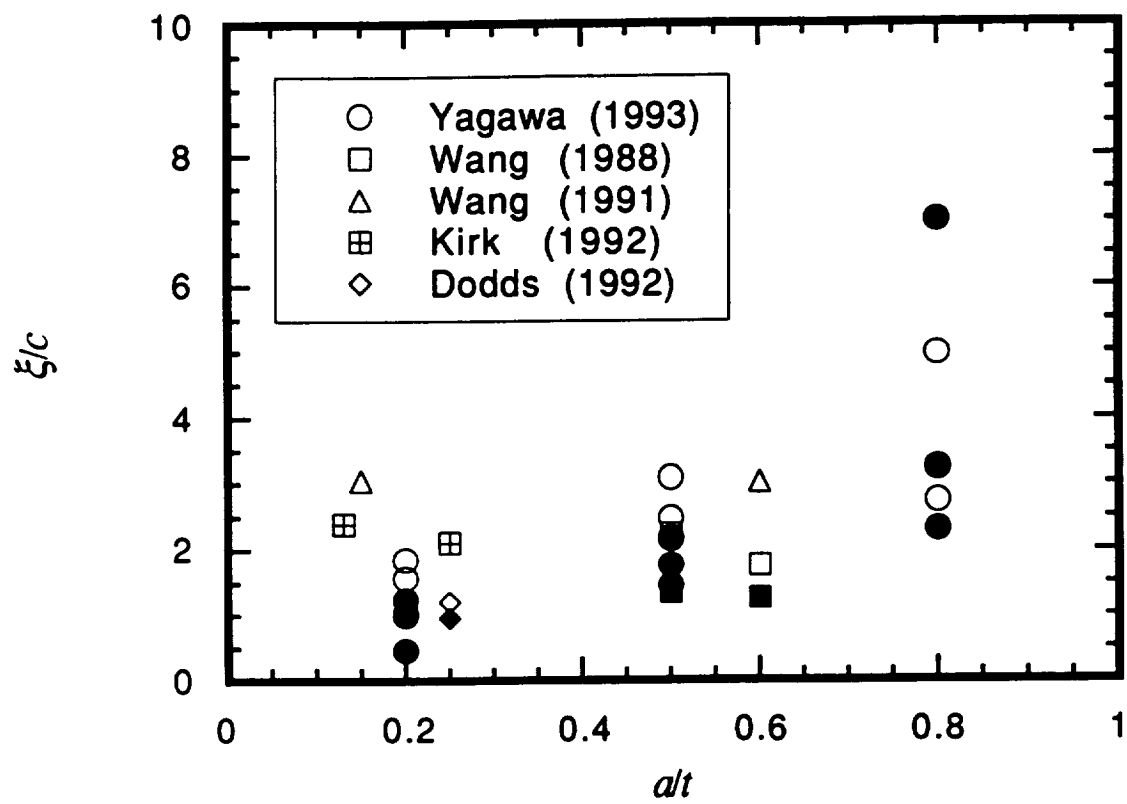 10
8
6
4
2
0
ξ/c
Yagawa (1993)
Wang (1988)
Wang (1991)
Kirk (1992)
Dodds (1992)
0 0.2 0.4 0.6 0.8 1
a/t